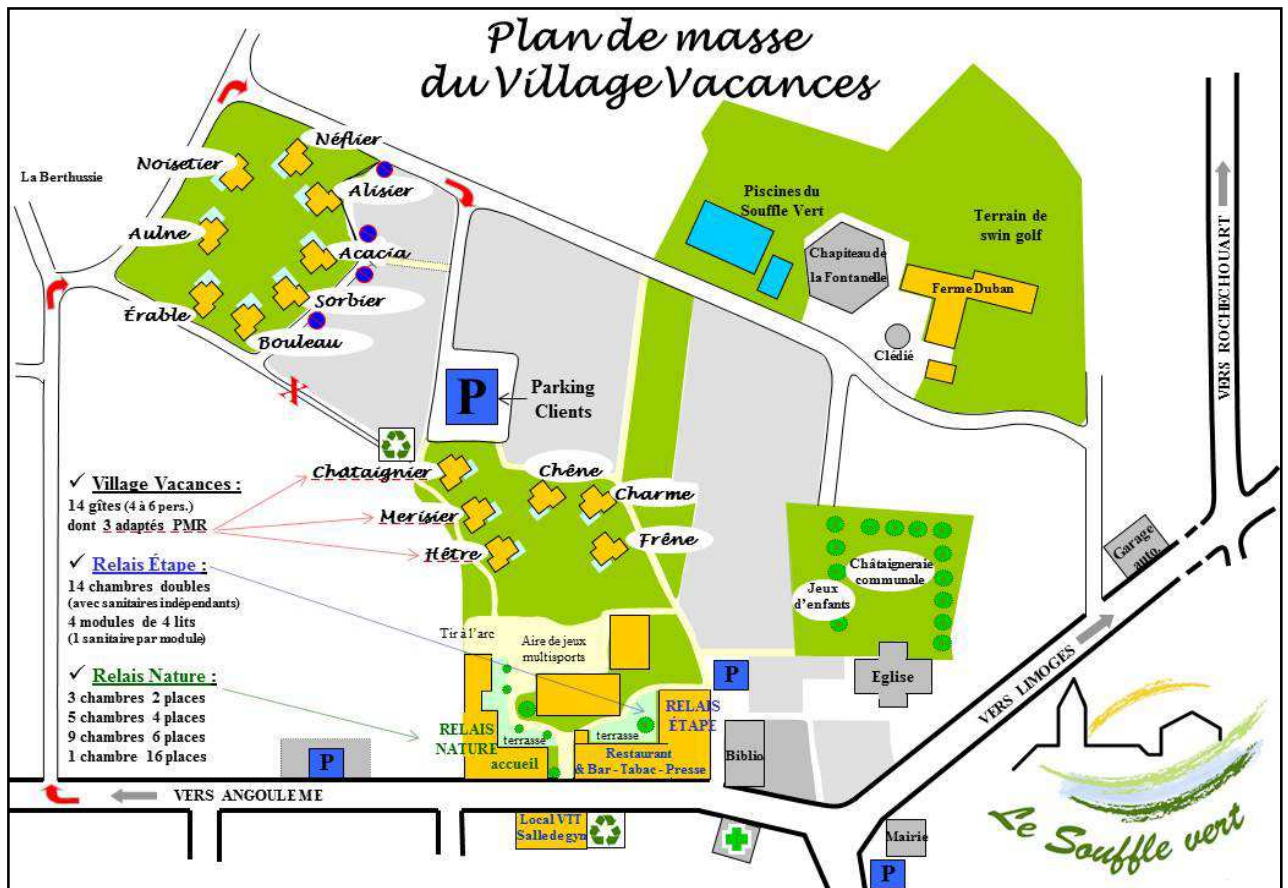 Plan de masse
du Village Vacances
La Berthussie
Noisetier
Néflier
Alisier
Aulne
Acacia
Sorbier
Érable
Bouleau
Piscines du
Souffle Vert
Chapiteau de
la Fontanelle
Terrain de
swin golf
Ferme Duban
Clédié
VERS ROCHECHOUART
P
Parking
Clients
Châtaignier
Chêne
Charme
Merisier
Frêne
Hêtre
✓ Village Vacances :
14 gîtes (4 à 6 pers.)
dont 3 adaptés PMR
✓ Relais Étape :
14 chambres doubles
(avec sanitaires indépendants)
4 modules de 4 lits
(1 sanitaire par module)
✓ Relais Nature :
3 chambres 2 places
5 chambres 4 places
9 chambres 6 places
1 chambre 16 places
Garage
auto.
Châtaigneraie
communale
Jeux
d'enfants
Tir à l'arc
Aire de jeux
multisports
P
Eglise
VERS LIMOGES
RELAIS
ÉTAPE
RELAIS
NATURE
terrasse
terrasse
accueil
Restaurant
& Bar - Tabac - Presse
Biblio
P
VERS ANGOULEME
Local VTT
Salle de gym
Mairie
P
Le Souffle vert